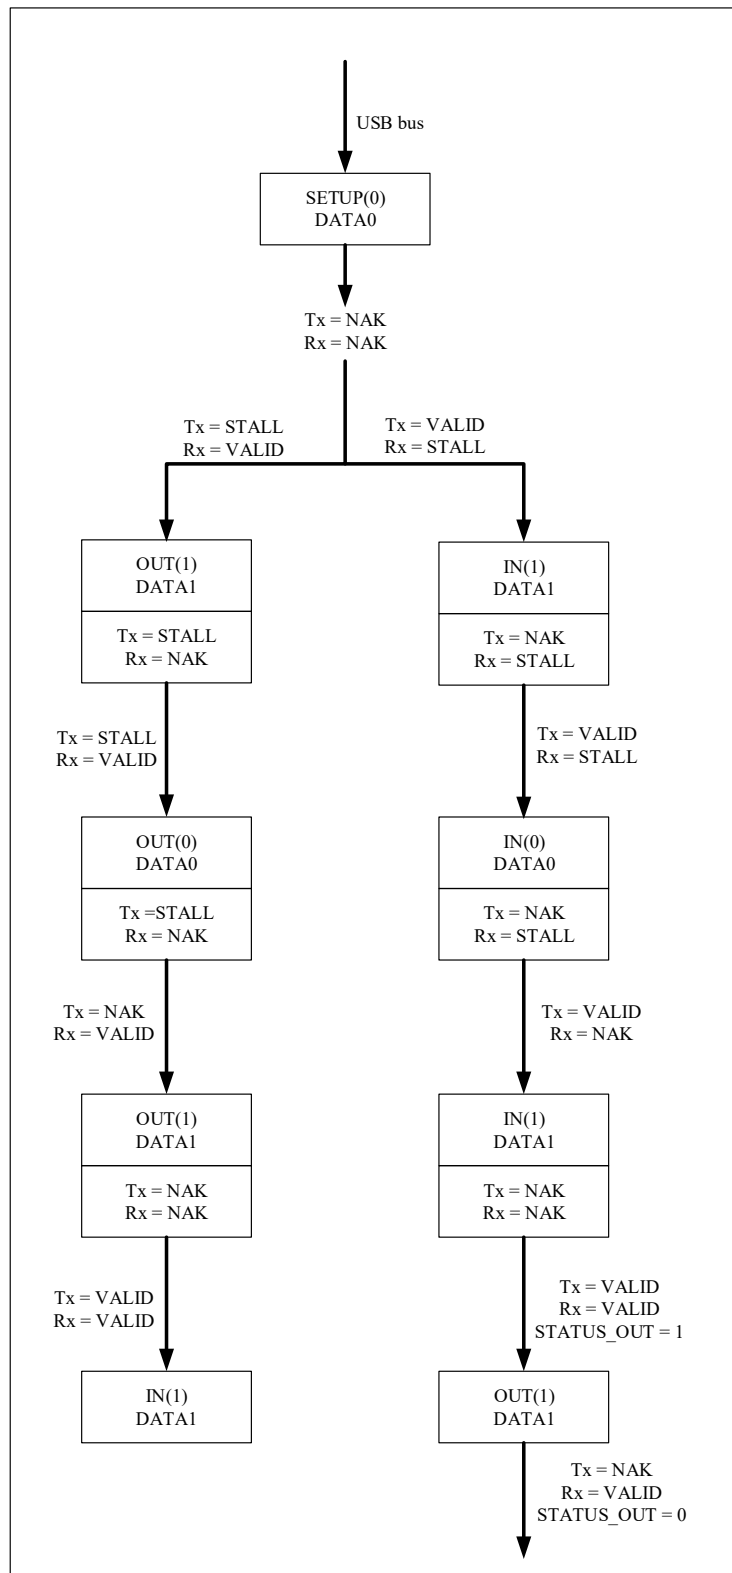 USB bus
SETUP(0)
DATA0
Tx = NAK
Rx = NAK
Tx = STALL
Rx = VALID
Tx = VALID
Rx = STALL
OUT(1)
DATA1
Tx = STALL
Rx = NAK
IN(1)
DATA1
Tx = NAK
Rx = STALL
Tx = STALL
Rx = VALID
Tx = VALID
Rx = STALL
OUT(0)
DATA0
Tx =STALL
Rx = NAK
IN(0)
DATA0
Tx = NAK
Rx = STALL
Tx = NAK
Rx = VALID
Tx = VALID
Rx = NAK
OUT(1)
DATA1
Tx = NAK
Rx = NAK
IN(1)
DATA1
Tx = NAK
Rx = NAK
Tx = VALID
Rx = VALID
Tx = VALID
Rx = VALID
STATUS_OUT = 1
IN(1)
DATA1
OUT(1)
DATA1
Tx = NAK
Rx = VALID
STATUS_OUT = 0